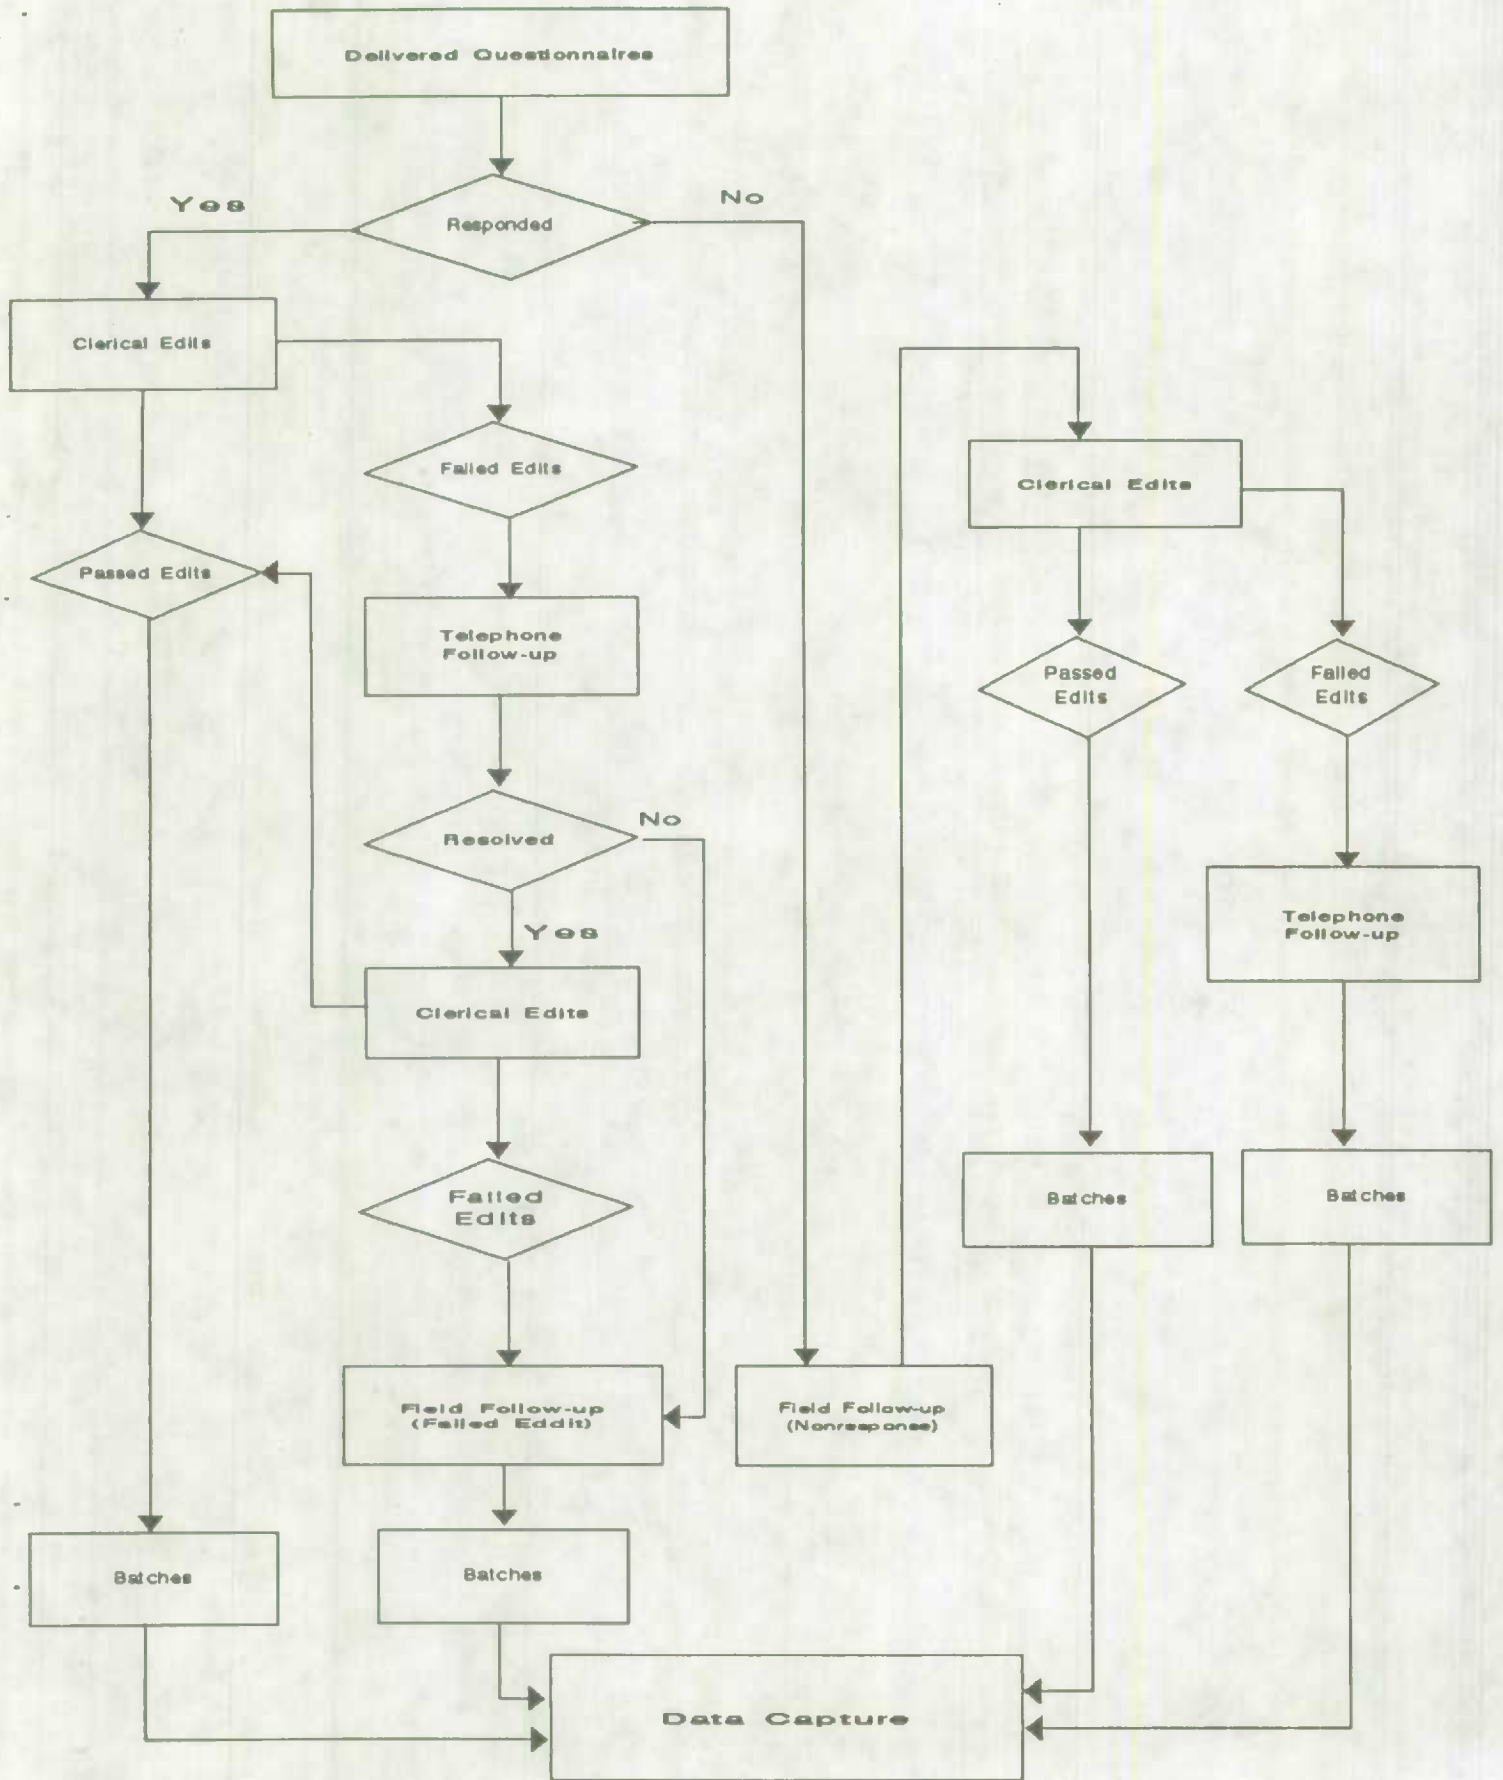 Delivered Questionnaires
Yes
No
Responded
Clerical Edits
Failed Edits
Clerical Edits
Passed Edits
Telephone
Follow-up
Passed
Edits
Failed
Edits
No
Resolved
Yes
Telephone
Follow-up
Clerical Edits
Failed
Edits
Batches
Batches
Field Follow-up
(Failed Eddit)
Field Follow-up
(Nonresponse)
Batches
Batches
Data Capture